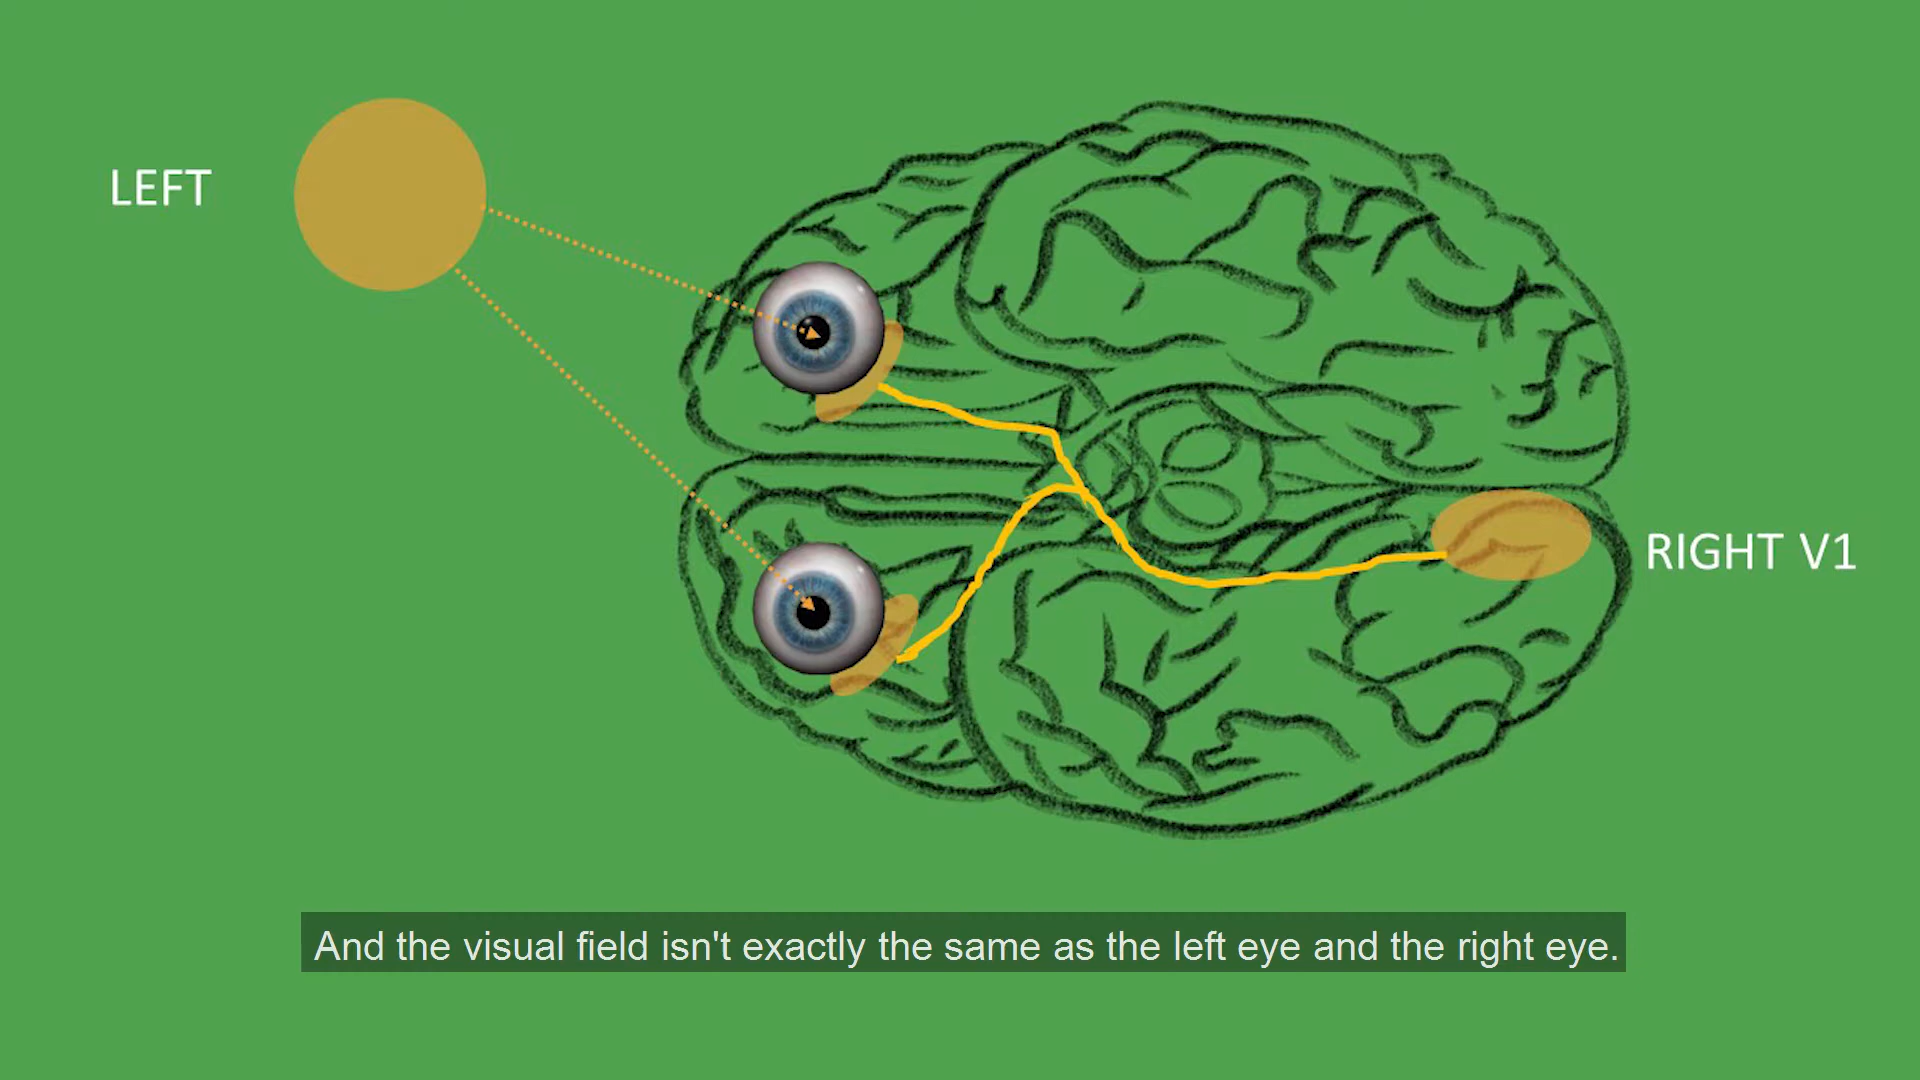 LEFT
RIGHT V1
And the visual field isn't exactly the same as the left eye and the right eye.